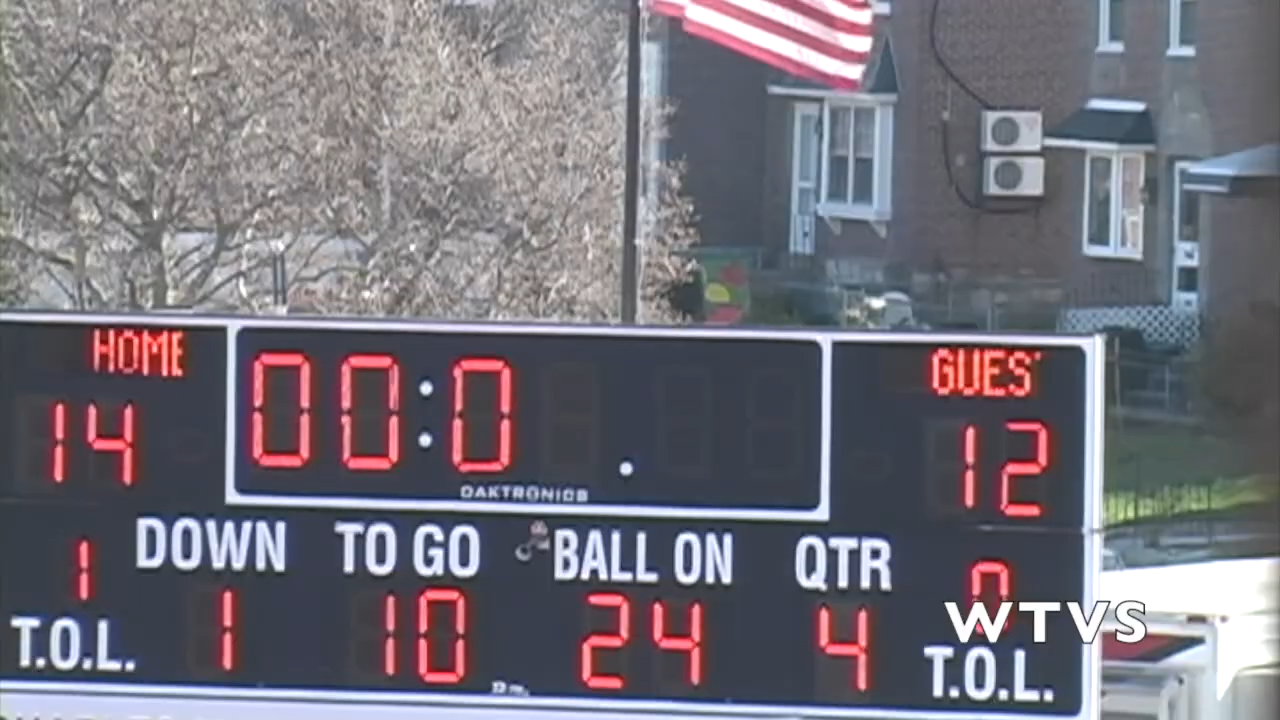 HOME
GUES
00:0 .
14
12
DAKTRONICS
DOWN
TO GO
BALL ON
QTR
1
1
10
24
4
0
WTVS
T.O.L.
T.O.L.